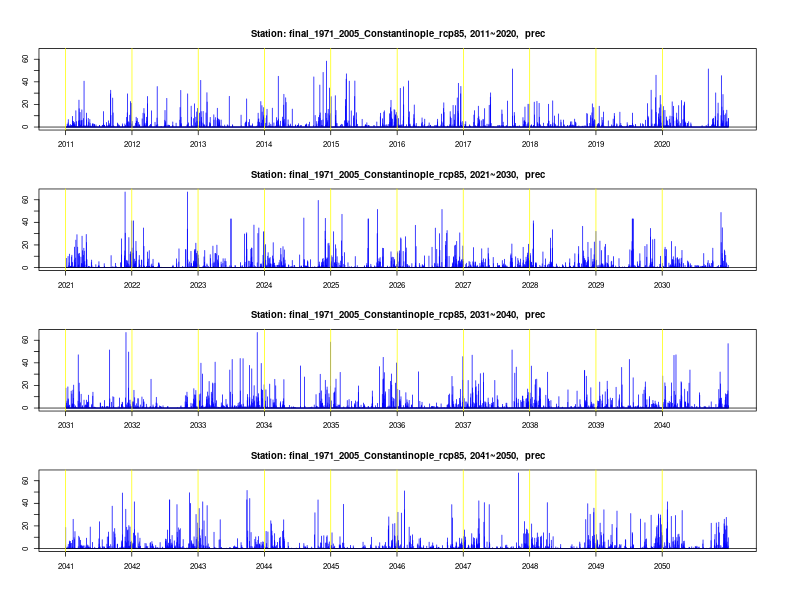 Station: final_1971_2005_Constantinople_rcp85, 2011~2020, prec
0 20 40 60
2011 2012 2013 2014 2015 2016 2017 2018 2019 2020
Station: final_1971_2005_Constantinople_rcp85, 2021~2030, prec
0 20 40 60
2021 2022 2023 2024 2025 2026 2027 2028 2029 2030
Station: final_1971_2005_Constantinople_rcp85, 2031~2040, prec
0 20 40 60
2031 2032 2033 2034 2035 2036 2037 2038 2039 2040
Station: final_1971_2005_Constantinople_rcp85, 2041~2050, prec
0 20 40 60
2041 2042 2043 2044 2045 2046 2047 2048 2049 2050